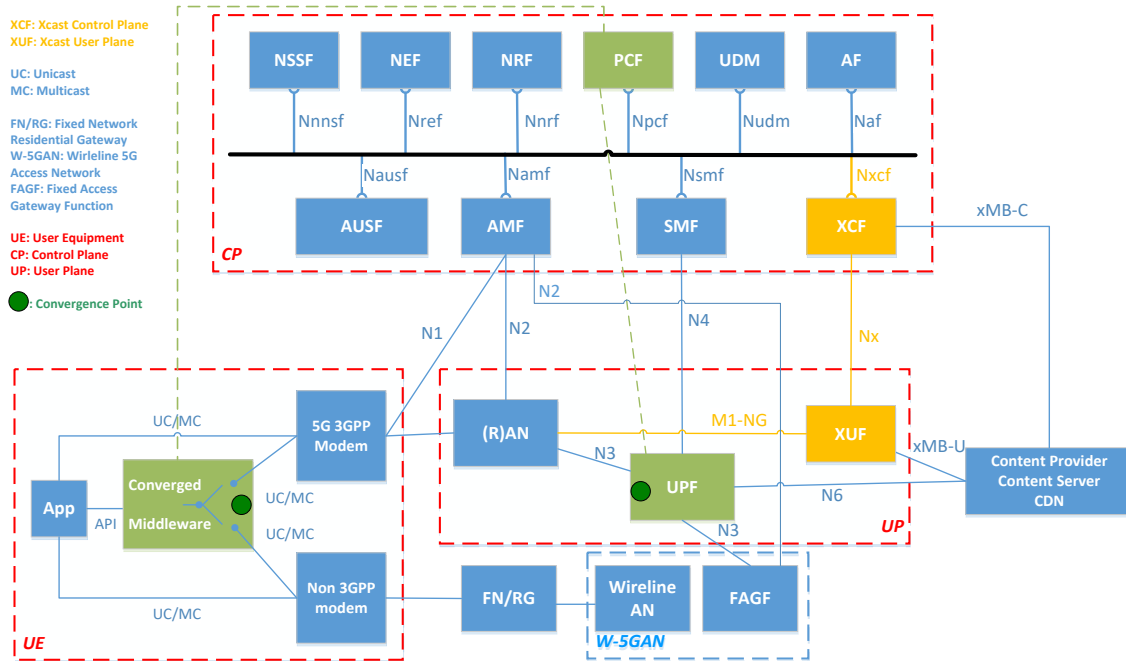 XCF: Xcast Control Plane
XUF: Xcast User Plane
UC: Unicast
MC: Multicast
FN/RG: Fixed Network
Residential Gateway
W-5GAN: Wirleline 5G
Access Network
FAGF: Fixed Access
Gateway Function
UE: User Equipment
CP: Control Plane
UP: User Plane
: Convergence Point
NSSF
NEF
NRF
PCF
UDM
AF
Nnnsf
Nref
Nnrf
Npcf
Nudm
Naf
Nausf
Namf
Nsmf
Nxcf
AUSF
AMF
SMF
XCF
CP
xMB-C
N1
N2
N2
N4
Nx
UC/MC
5G 3GPP
Modem
(R)AN
M1-NG
XUF
xMB-U
N3
UPF
N6
Content Provider
Content Server
CDN
App
API
Converged
Middleware
UC/MC
UC/MC
UP
N3
UC/MC
Non 3GPP
modem
FN/RG
Wireline
AN
FAGF
UE
W-5GAN